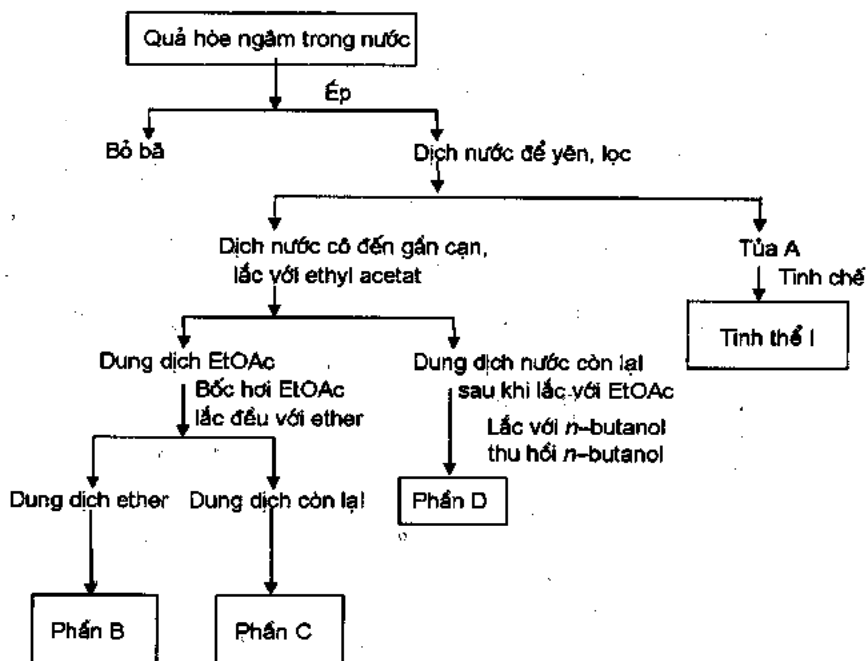 Quả hòe ngâm trong nước
Ép
Bỏ bã
Dịch nước để yên, lọc
Dịch nước cô đến gần cạn,
lắc với ethyl acetat
Tủa A
Tinh chế
Tinh thể I
Dung dịch EtOAc
Bốc hơi EtOAc
lắc đều với ether
Dung dịch nước còn lại
sau khi lắc với EtOAc
Lắc với n–butanol
thu hồi n–butanol
Dung dịch ether
Dung dịch còn lại
Phần D
Phần B
Phần C